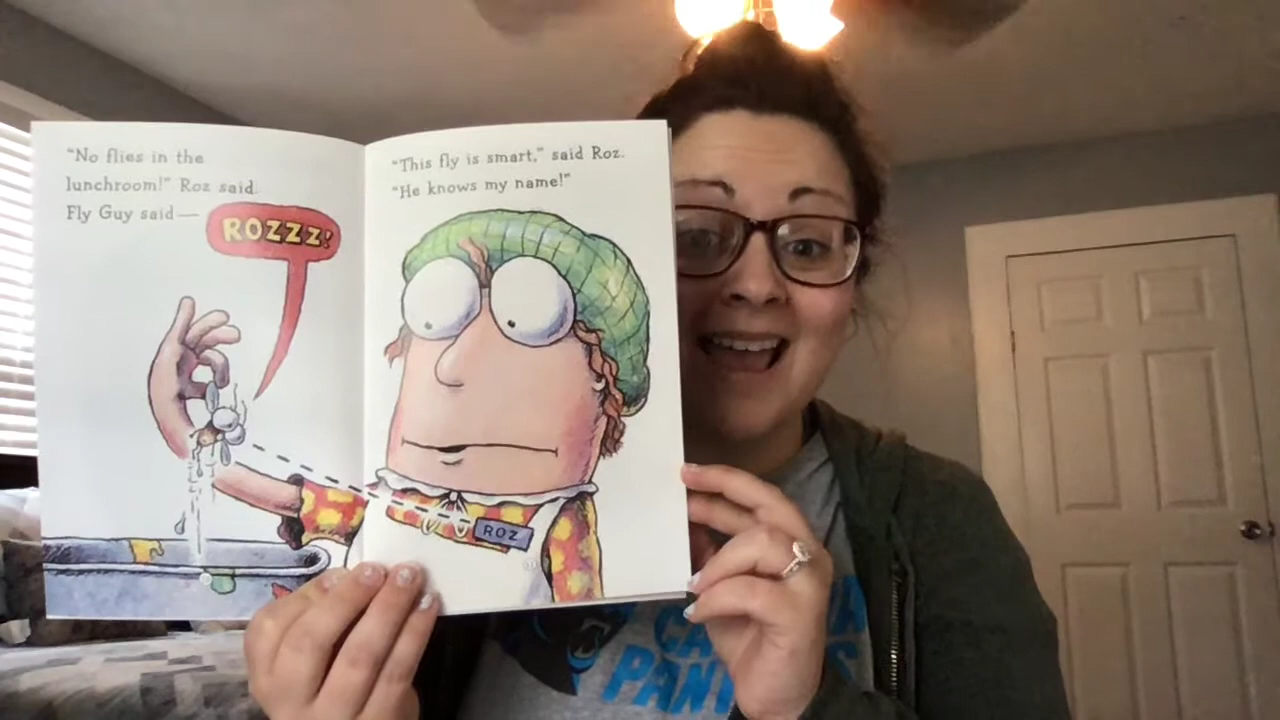 "No flies in the
lunchroom!" Roz said.
Fly Guy said—
ROZZZ!
"This fly is smart," said Roz.
"He knows my name!"
ROZ